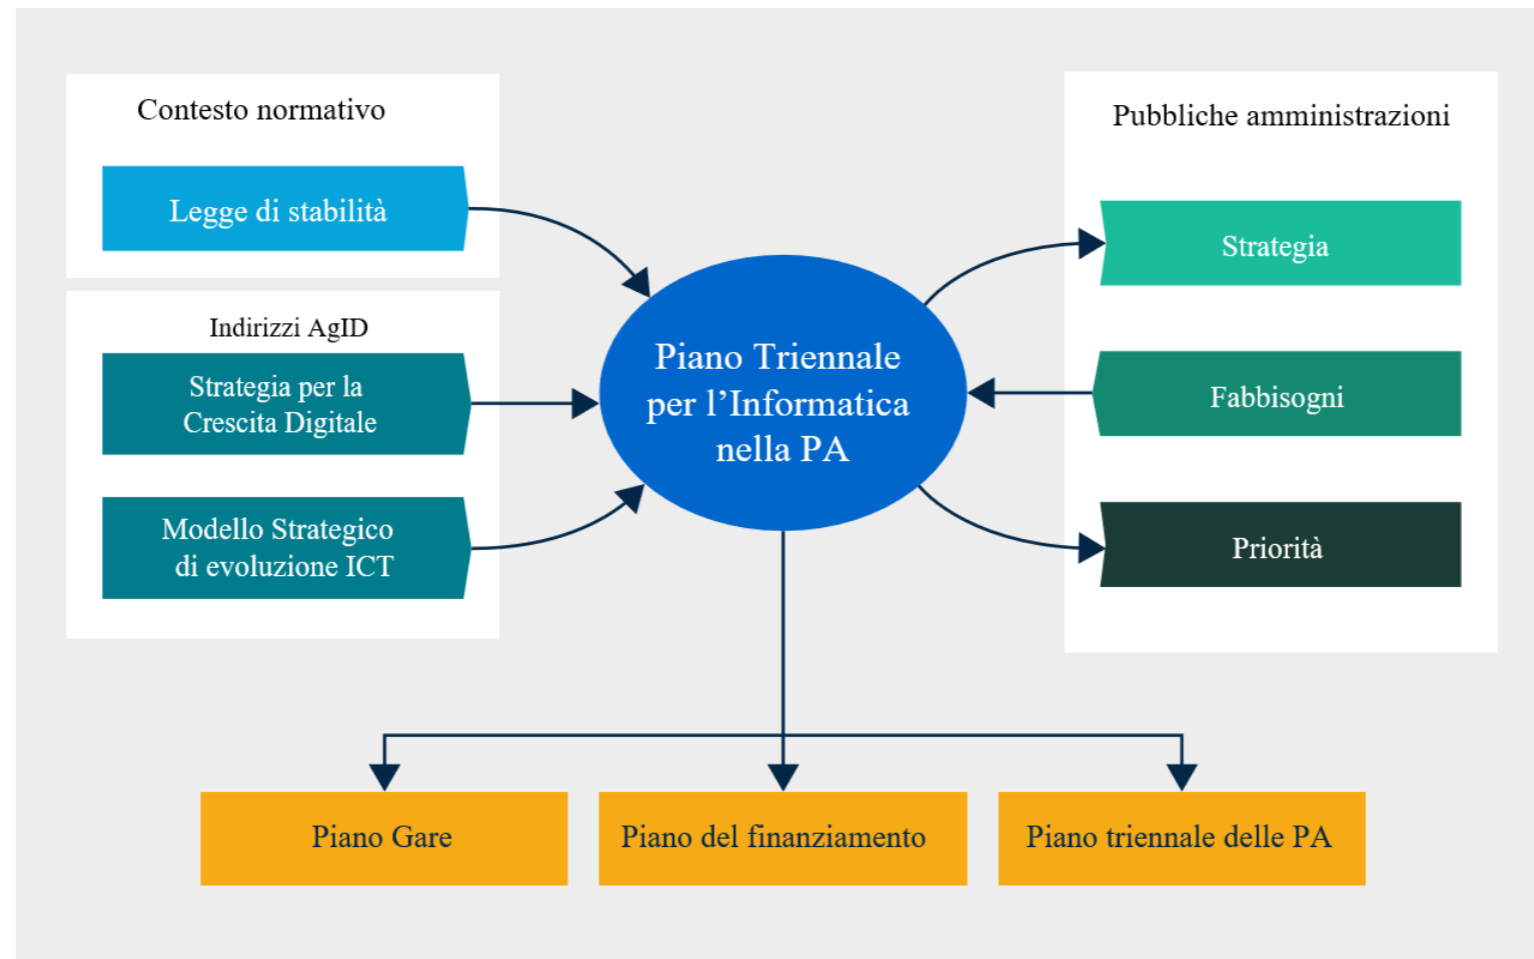 Contesto normativo
Legge di stabilità
Indirizzi AgID
Strategia per la
Crescita Digitale
Modello Strategico
di evoluzione ICT
Piano Triennale
per l’Informatica
nella PA
Pubbliche amministrazioni
Strategia
Fabbisogni
Priorità
Piano Gare
Piano del finanziamento
Piano triennale delle PA